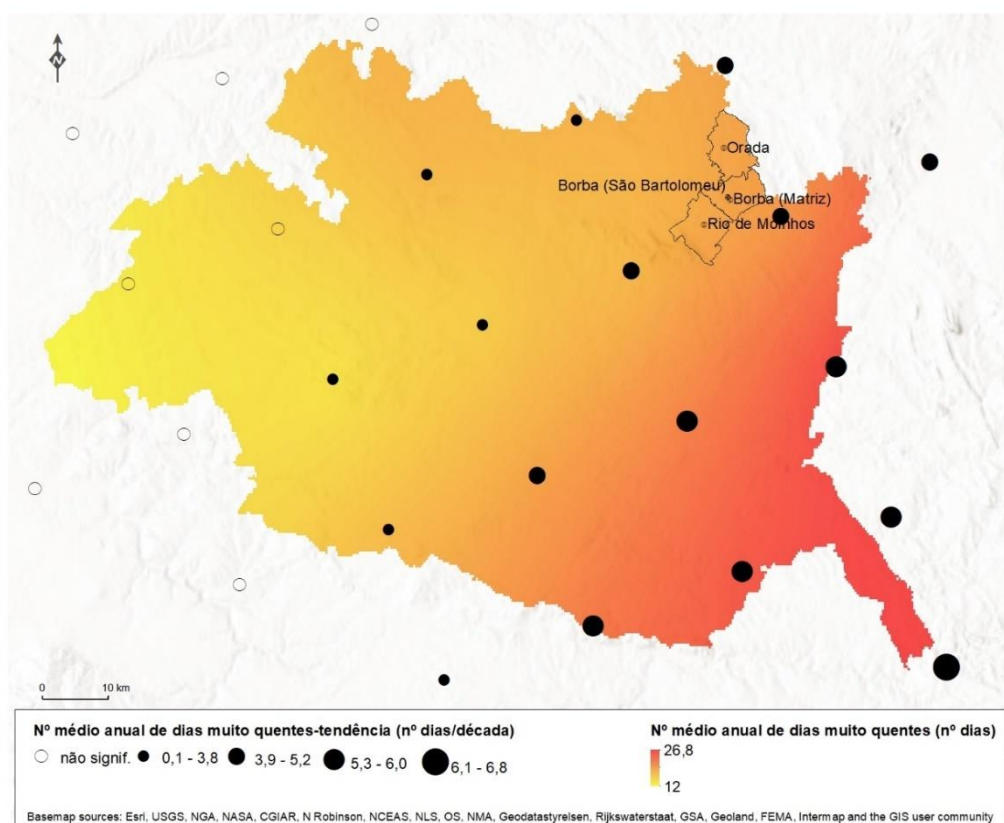 N
Orada
Borba (São Bartolomeu)
Borba (Matriz)
Rio de Moinhos
0 10 km
Nº médio anual de dias muito quentes-tendência (nº dias/década)
não signif. 0,1 - 3,8 3,9 - 5,2 5,3 - 6,0 6,1 - 6,8
Nº médio anual de dias muito quentes (nº dias)
26,8
12
Basemap sources: Esri, USGS, NGA, NASA, CGIAR, N Robinson, NCEAS, NLS, OS, NMA, Geodatastyrelsen, Rijkswaterstaat, GSA, Geoland, FEMA, Intermap and the GIS user community